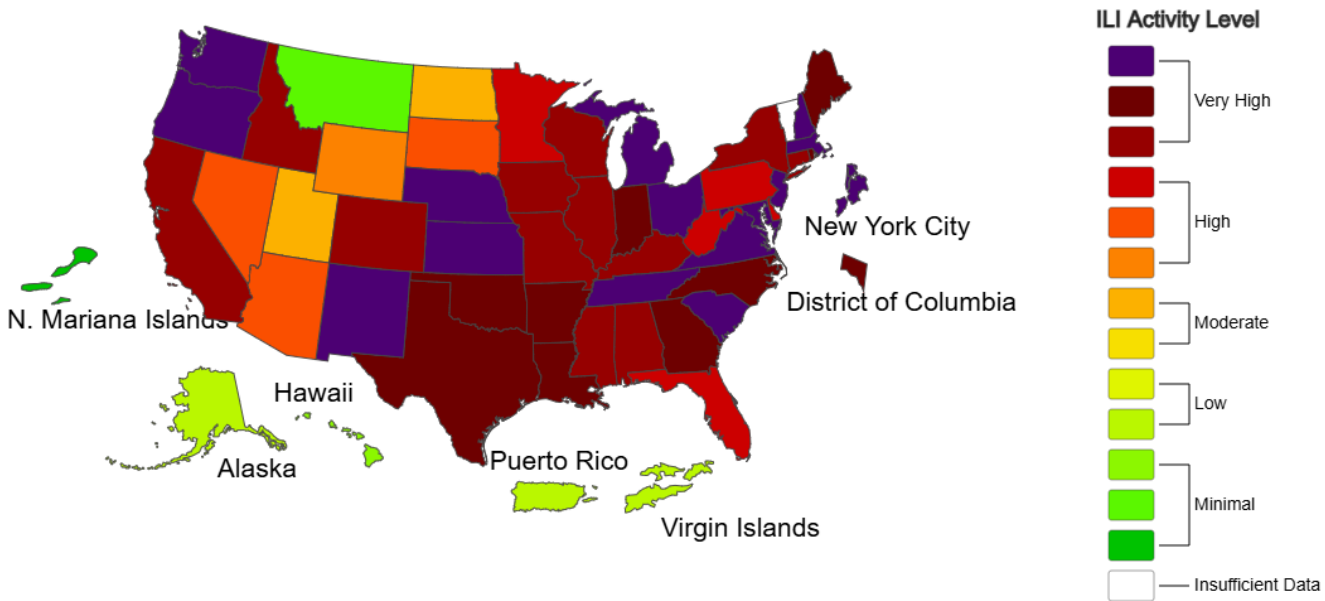 ILI Activity Level
Very High
High
Moderate
Low
Minimal
Insufficient Data
New York City
District of Columbia
N. Mariana Islands
Hawaii
Alaska
Puerto Rico
Virgin Islands